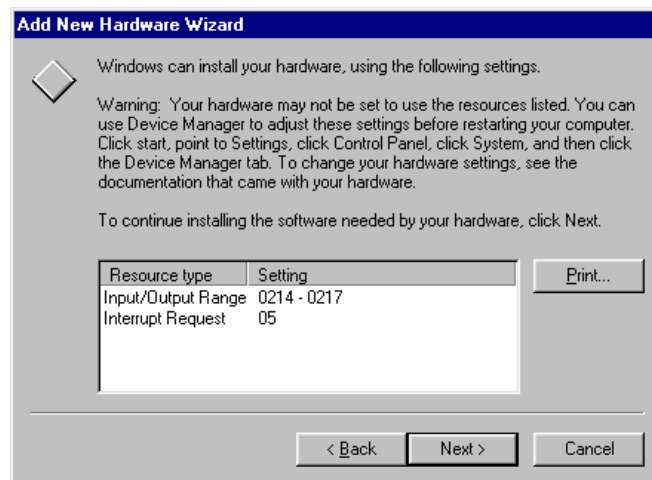 Add New Hardware Wizard
Windows can install your hardware, using the following settings.
Warning: Your hardware may not be set to use the resources listed. You can
use Device Manager to adjust these settings before restarting your computer.
Click start, point to Settings, click Control Panel, click System, and then click
the Device Manager tab. To change your hardware settings, see the
documentation that came with your hardware.
To continue installing the software needed by your hardware, click Next.
Resource type Setting
Input/Output Range 0214 - 0217
Interrupt Request 05
Print...
< Back Next > Cancel